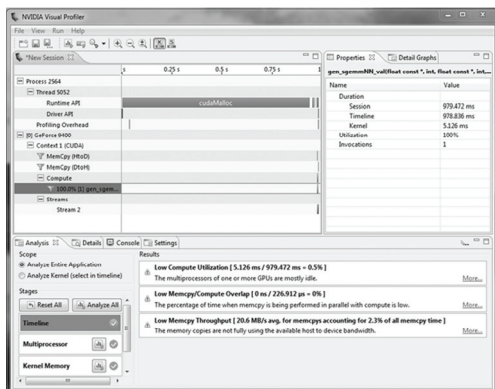 NVIDIA Visual Profiler
File View Run Help
*New Session
s 0.25 s 0.5 s 0.75 s 1
Process 2564
Thread 5052
Runtime API
cudaMalloc
Driver API
Profiling Overhead
[0] GeForce 9400
Context 1 (CUDA)
MemCpy (HtoD)
MemCpy (DtoH)
Compute
100.0% [1] gen_sgem...
Streams
Stream 2
Properties Detail Graphs
gen_sgemmNN_val(float const *, int, float const *, int,...
Name Value
Duration
Session 979.472 ms
Timeline 978.836 ms
Kernel 5.126 ms
Utilization 100%
Invocations 1
Analysis Details Console Settings
Scope
Analyze Entire Application
Analyze Kernel (select in timeline)
Stages
Reset All Analyze All
Timeline
Multiprocessor
Kernel Memory
Results
Low Compute Utilization [ 5.126 ms / 979.472 ms = 0.5% ]
The multiprocessors of one or more GPUs are mostly idle. More...
Low Memcpy/Compute Overlap [ 0 ns / 226.912 µs = 0% ]
The percentage of time when memcpy is being performed in parallel with compute is low. More...
Low Memcpy Throughput [ 20.6 MB/s avg, for memcpys accounting for 2.3% of all memcpy time ]
The memory copies are not fully using the available host to device bandwidth. More...